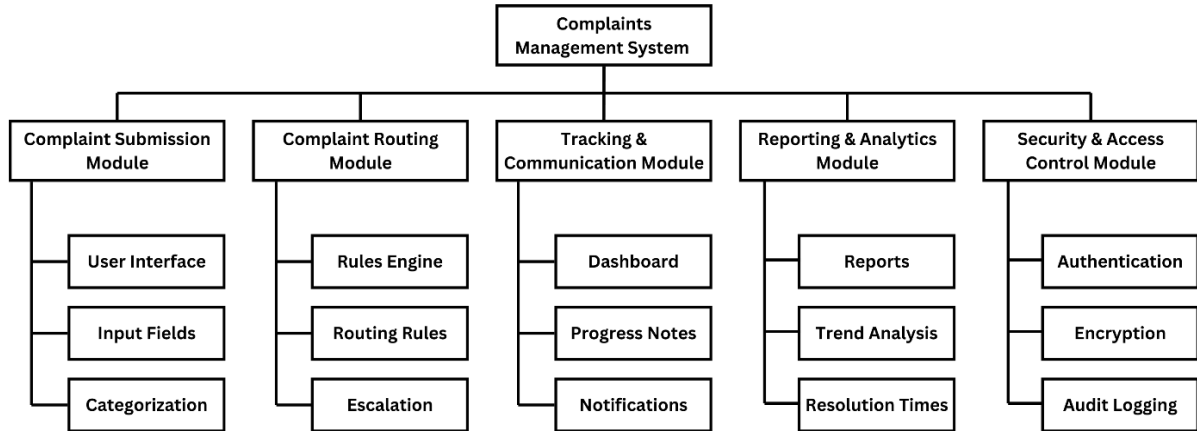 Complaints
Management System
Complaint Submission
Module
Complaint Routing
Module
Tracking &
Communication Module
Reporting & Analytics
Module
Security & Access
Control Module
User Interface
Input Fields
Categorization
Rules Engine
Routing Rules
Escalation
Dashboard
Progress Notes
Notifications
Reports
Trend Analysis
Resolution Times
Authentication
Encryption
Audit Logging